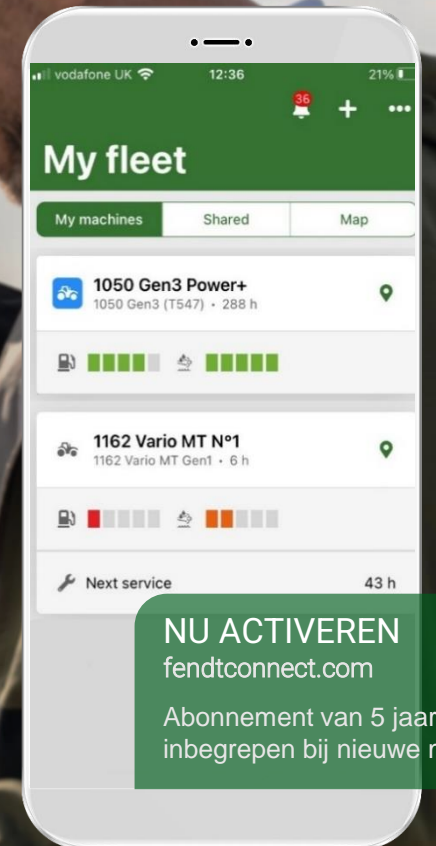 vodafone UK 12:36 21%
36
My fleet
My machines Shared Map
1050 Gen3 Power+
1050 Gen3 (T547) • 288 h
1162 Vario MT N°1
1162 Vario MT Gen1 • 6 h
Next service 43 h
NU ACTIVEREN
fendtconnect.com
Abonnement van 5 jaar
inbegrepen bij nieuwe